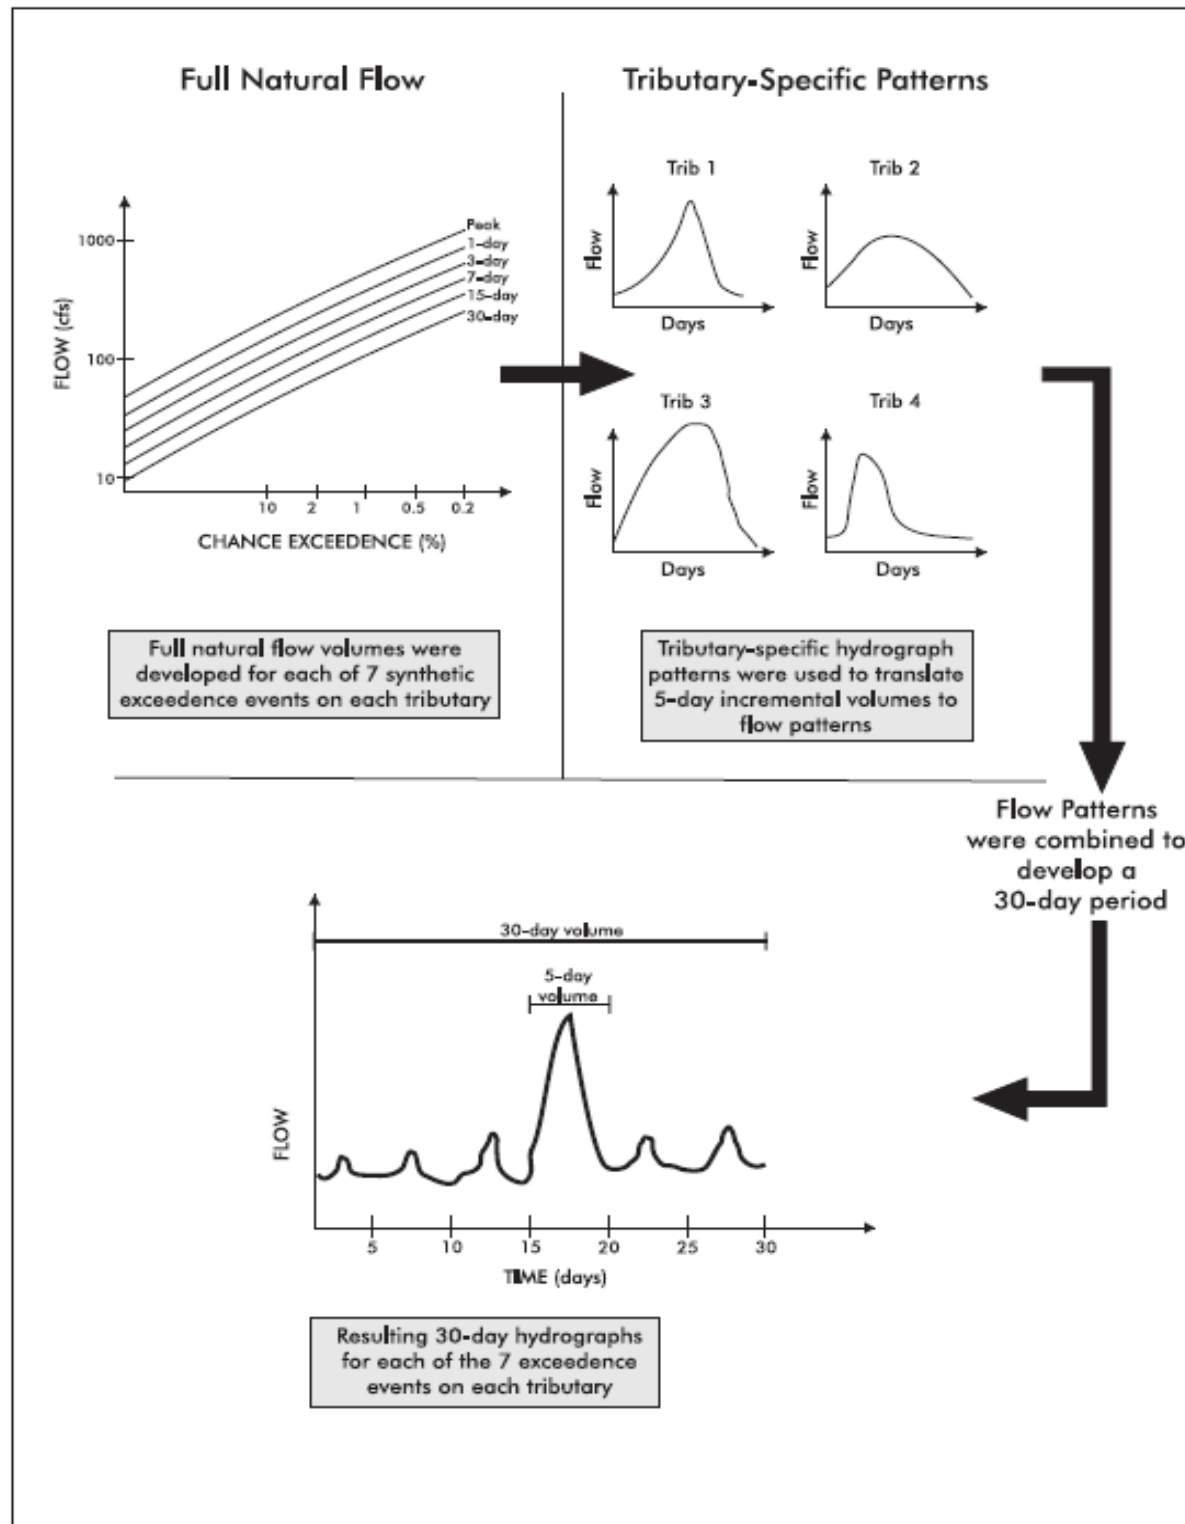 Full Natural Flow
FLOW (cfs)
1000
100
10
Peak
1-day
3-day
7-day
15-day
30-day
10 2 1 0.5 0.2
CHANCE EXCEEDENCE (%)
Full natural flow volumes were
developed for each of 7 synthetic
exceedence events on each tributary
Tributary-Specific Patterns
Trib 1
Flow
Days
Trib 2
Flow
Days
Trib 3
Flow
Days
Trib 4
Flow
Days
Tributary-specific hydrograph
patterns were used to translate
5-day incremental volumes to
flow patterns
Flow Patterns
were combined to
develop a
30-day period
30-day volume
5-day
volume
FLOW
5 10 15 20 25 30
TIME (days)
Resulting 30-day hydrographs
for each of the 7 exceedence
events on each tributary